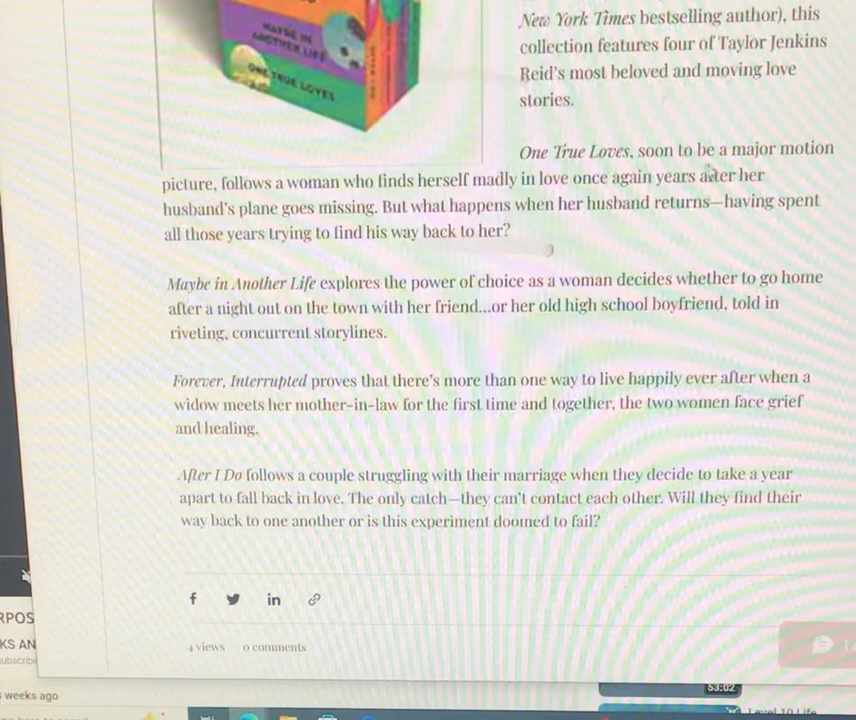 MAYBE IN
ANOTHER LIFE
ONE TRUE LOVES
New York Times bestselling author), this
collection features four of Taylor Jenkins
Reid's most beloved and moving love
stories.
One True Loves, soon to be a major motion
picture, follows a woman who finds herself madly in love once again years after her
husband's plane goes missing. But what happens when her husband returns—having spent
all those years trying to find his way back to her?
Maybe in Another Life explores the power of choice as a woman decides whether to go home
after a night out on the town with her friend...or her old high school boyfriend, told in
riveting, concurrent storylines.
Forever, Interrupted proves that there's more than one way to live happily ever after when a
widow meets her mother-in-law for the first time and together, the two women face grief
and healing.
After I Do follows a couple struggling with their marriage when they decide to take a year
apart to fall back in love. The only catch—they can't contact each other. Will they find their
way back to one another or is this experiment doomed to fail?
4 views 0 comments
RPOS
KS AN
ubscribe
weeks ago
53:02
Level 10 Life